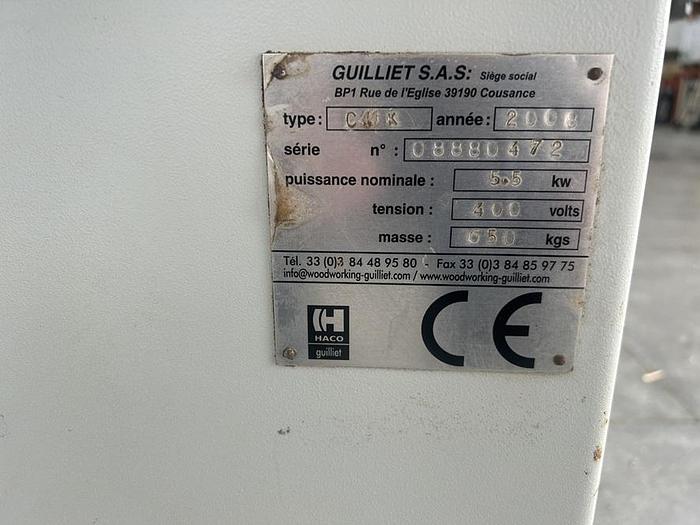 GUILLIET S.A.S: Siège social
BP1 Rue de l'Eglise 39190 Cousance
type: année: 2008
série n°: 08880472
puissance nominale: 5.5 kw
tension: 400 volts
masse: 650 kgs
Tél. 33 (0)3 84 48 95 80 - Fax 33 (0)3 84 85 97 75
info@woodworking-guilliet.com / www.woodworking-guilliet.com
H
HACO
guilliet
CE